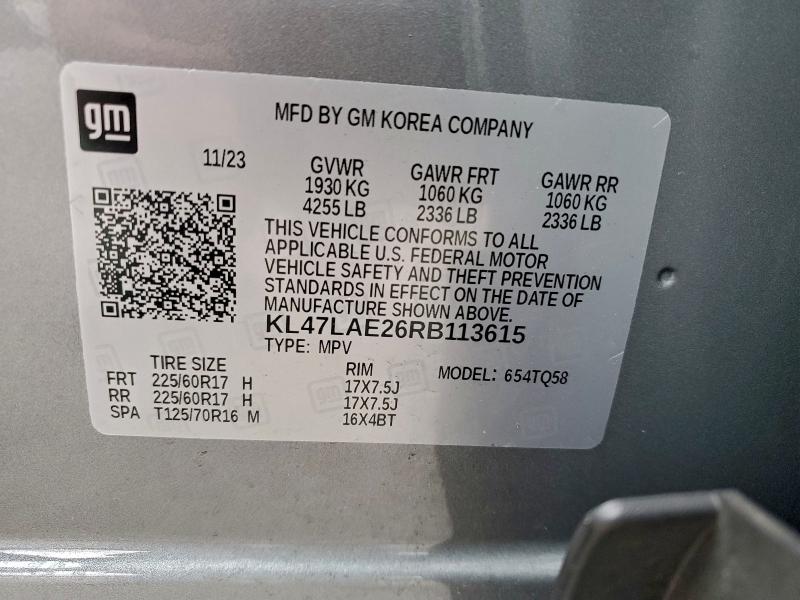 gm
MFD BY GM KOREA COMPANY
11/23 GVWR GAWR FRT GAWR RR
1930 KG 1060 KG 1060 KG
4255 LB 2336 LB 2336 LB
THIS VEHICLE CONFORMS TO ALL
APPLICABLE U.S. FEDERAL MOTOR
VEHICLE SAFETY AND THEFT PREVENTION
STANDARDS IN EFFECT ON THE DATE OF
MANUFACTURE SHOWN ABOVE.
KL47LAE26RB113615
TYPE: MPV
TIRE SIZE RIM MODEL: 654TQ58
FRT 225/60R17 H 17X7.5J
RR 225/60R17 H 17X7.5J
SPA T125/70R16 M 16X4BT